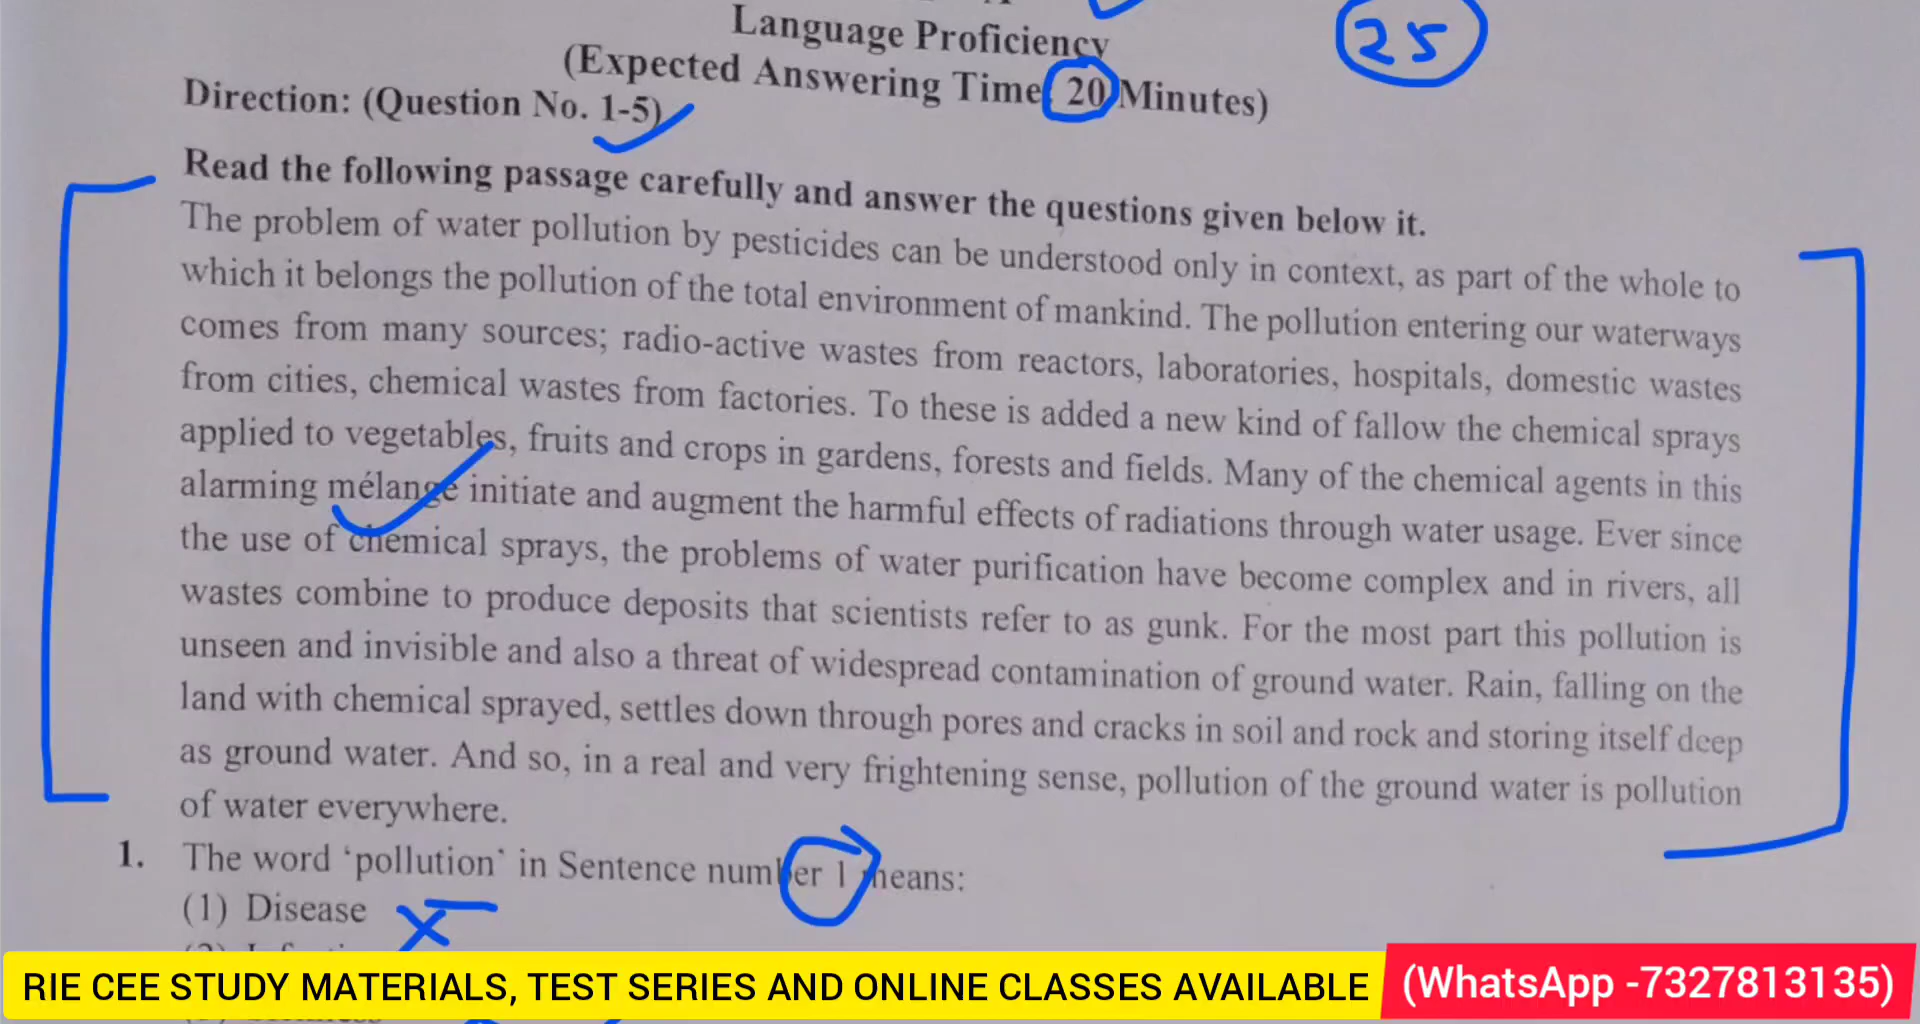 Language Proficiency
25
(Expected Answering Time 20 Minutes)
Direction: (Question No. 1-5)
Read the following passage carefully and answer the questions given below it.
The problem of water pollution by pesticides can be understood only in context, as part of the whole to
which it belongs the pollution of the total environment of mankind. The pollution entering our waterways
comes from many sources; radio-active wastes from reactors, laboratories, hospitals, domestic wastes
from cities, chemical wastes from factories. To these is added a new kind of fallow the chemical sprays
applied to vegetables, fruits and crops in gardens, forests and fields. Many of the chemical agents in this
alarming mélange initiate and augment the harmful effects of radiations through water usage. Ever since
the use of chemical sprays, the problems of water purification have become complex and in rivers, all
wastes combine to produce deposits that scientists refer to as gunk. For the most part this pollution is
unseen and invisible and also a threat of widespread contamination of ground water. Rain, falling on the
land with chemical sprayed, settles down through pores and cracks in soil and rock and storing itself deep
as ground water. And so, in a real and very frightening sense, pollution of the ground water is pollution
of water everywhere.
1. The word ‘pollution’ in Sentence number 1 means:
(1) Disease
RIE CEE STUDY MATERIALS, TEST SERIES AND ONLINE CLASSES AVAILABLE (WhatsApp -7327813135)